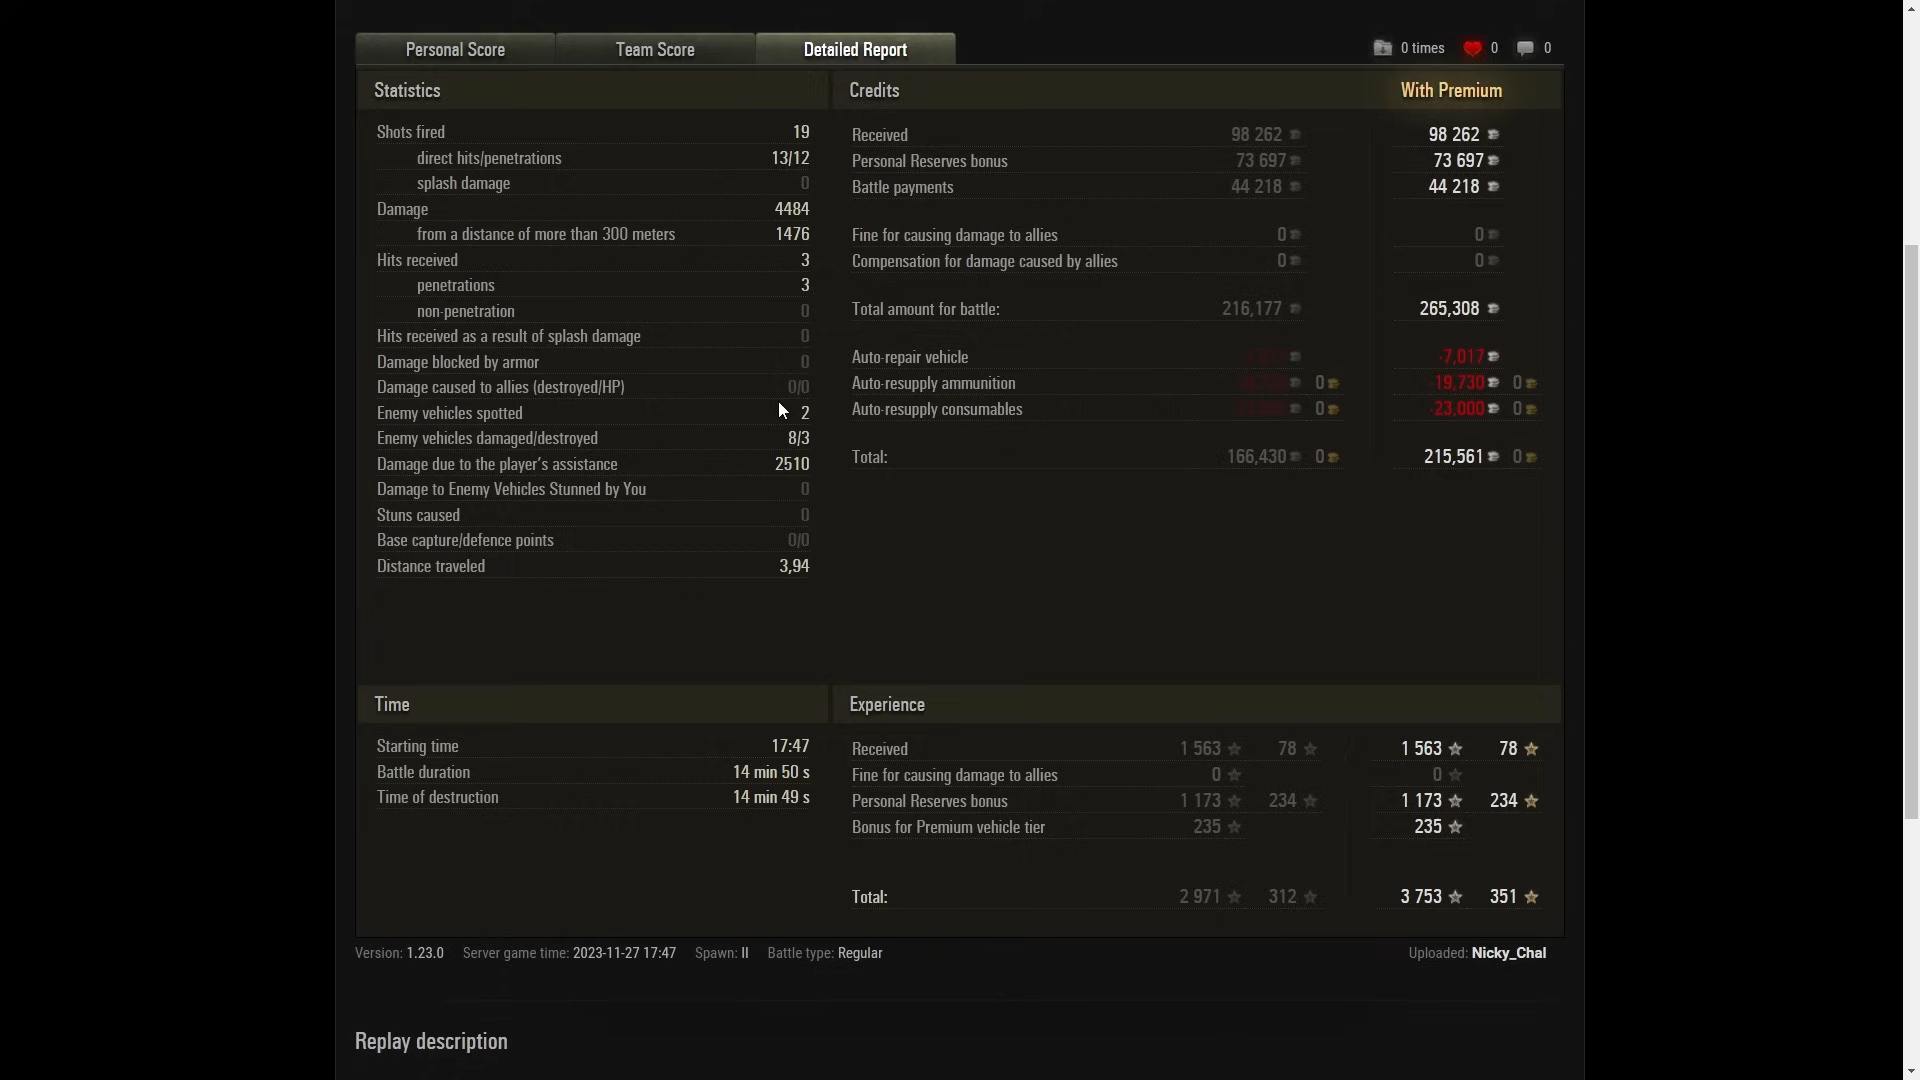 Personal Score Team Score Detailed Report 0 times 0 0
Statistics
Shots fired 19
direct hits/penetrations 13/12
splash damage 0
Damage 4484
from a distance of more than 300 meters 1476
Hits received 3
penetrations 3
non-penetration 0
Hits received as a result of splash damage 0
Damage blocked by armor 0
Damage caused to allies (destroyed/HP) 0/0
Enemy vehicles spotted 2
Enemy vehicles damaged/destroyed 8/3
Damage due to the player's assistance 2510
Damage to Enemy Vehicles Stunned by You 0
Stuns caused 0
Base capture/defence points 0/0
Distance traveled 3,94
Credits With Premium
Received 98 262 98 262
Personal Reserves bonus 73 697 73 697
Battle payments 44 218 44 218
Fine for causing damage to allies 0 0
Compensation for damage caused by allies 0 0
Total amount for battle: 216,177 265,308
Auto-repair vehicle -7,017
Auto-resupply ammunition 0 -19,730 0
Auto-resupply consumables 0 -23,000 0
Total: 166,430 0 215,561 0
Time
Starting time 17:47
Battle duration 14 min 50 s
Time of destruction 14 min 49 s
Experience
Received 1 563 78 1 563 78
Fine for causing damage to allies 0 0
Personal Reserves bonus 1 173 234 1 173 234
Bonus for Premium vehicle tier 235 235
Total: 2 971 312 3 753 351
Version: 1.23.0 Server game time: 2023-11-27 17:47 Spawn: II Battle type: Regular Uploaded: Nicky_Chal
Replay description